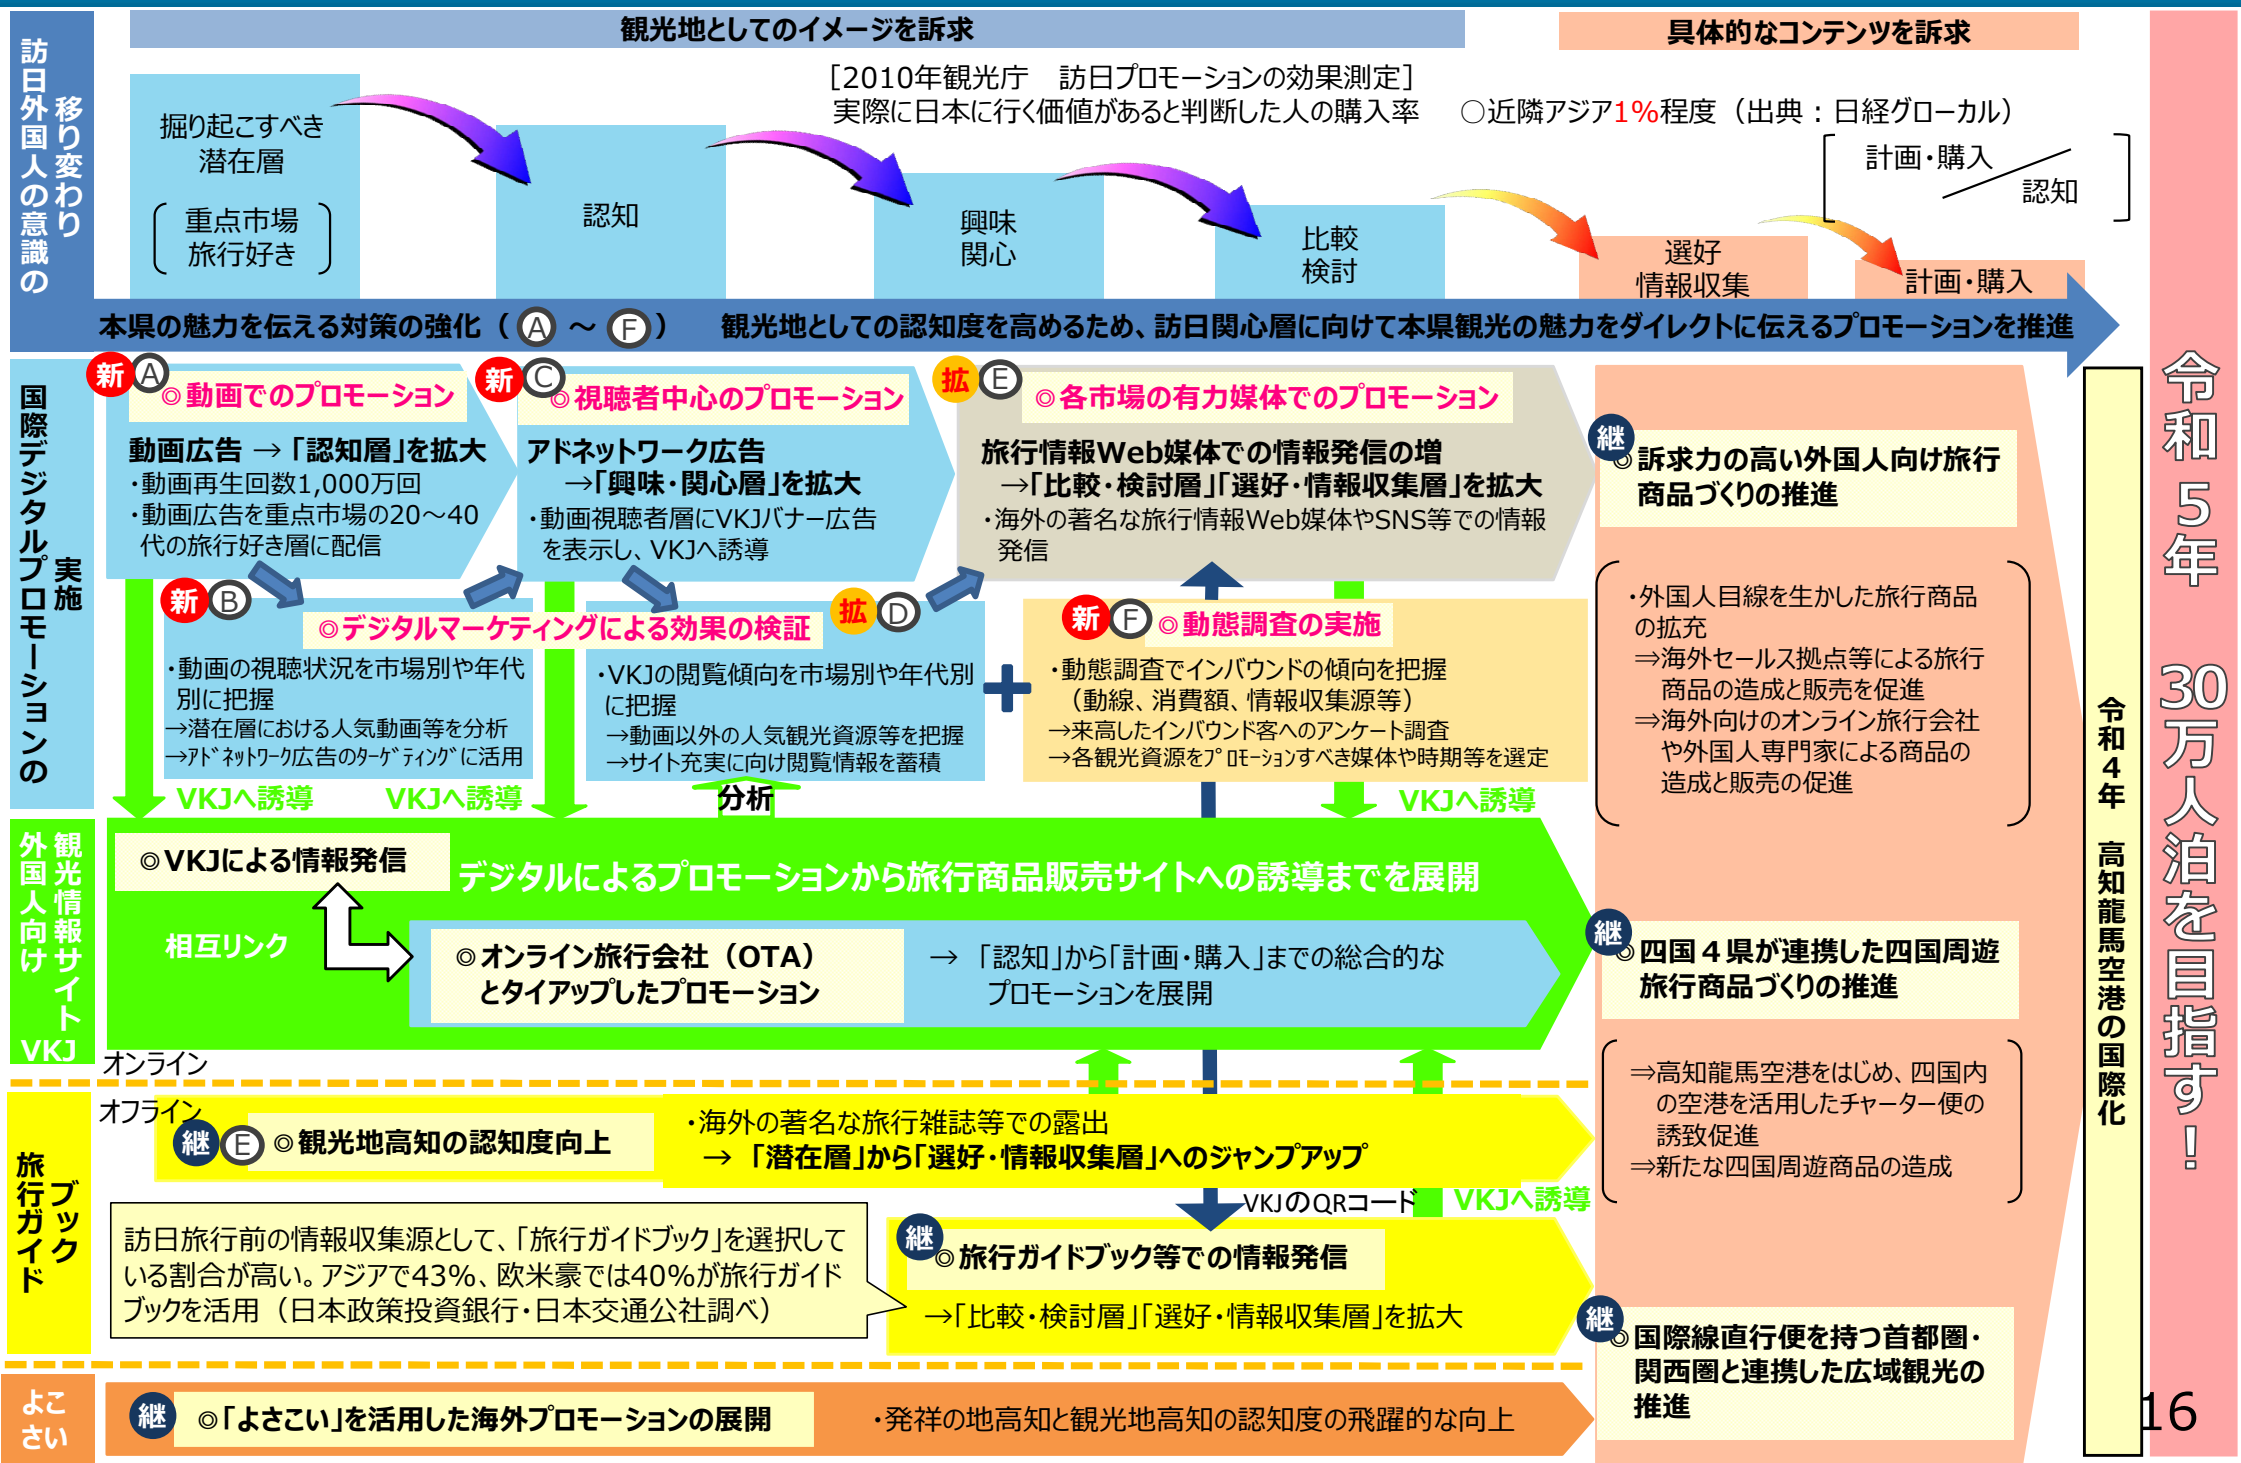 訪日外国人の意識の
移り変わり
観光地としてのイメージを訴求
具体的なコンテンツを訴求
［2010年観光庁　訪日プロモーションの効果測定］
実際に日本に行く価値があると判断した人の購入率　○近隣アジア1%程度（出典：日経グローカル）
計画・購入
認知
掘り起こすべき
潜在層
重点市場
旅行好き
認知
興味
関心
比較
検討
選好
情報収集
計画・購入
本県の魅力を伝える対策の強化（Ⓐ～Ⓕ）　観光地としての認知度を高めるため、訪日関心層に向けて本県観光の魅力をダイレクトに伝えるプロモーションを推進
国際デジタルプロモーションの
実施
新 Ⓐ
◎動画でのプロモーション
動画広告 →「認知層」を拡大
・動画再生回数1,000万回
・動画広告を重点市場の20～40
代の旅行好き層に配信
新 Ⓒ
◎視聴者中心のプロモーション
アドネットワーク広告
→「興味・関心層」を拡大
・動画視聴者層にVKJバナー広告
を表示し、VKJへ誘導
拡 Ⓔ
◎各市場の有力媒体でのプロモーション
旅行情報Web媒体での情報発信の増
→「比較・検討層」「選好・情報収集層」を拡大
・海外の著名な旅行情報Web媒体やSNS等での情報
発信
新 Ⓑ
◎デジタルマーケティングによる効果の検証
拡 Ⓓ
・動画の視聴状況を市場別や年代
別に把握
→潜在層における人気動画等を分析
→ｱﾄﾞﾈｯﾄﾜｰｸ広告のﾀｰｹﾞﾃｨﾝｸﾞに活用
・VKJの閲覧傾向を市場別や年代別
に把握
→動画以外の人気観光資源等を把握
→サイト充実に向け閲覧情報を蓄積
新 Ⓕ
◎動態調査の実施
・動態調査でインバウンドの傾向を把握
（動線、消費額、情報収集源等）
→来高したインバウンド客へのアンケート調査
→各観光資源をﾌﾟﾛﾓｰｼｮﾝすべき媒体や時期等を選定
VKJへ誘導
VKJへ誘導
分析
VKJへ誘導
外国人向け
観光情報サイト
VKJ
◎VKJによる情報発信
デジタルによるプロモーションから旅行商品販売サイトへの誘導までを展開
相互リンク
◎オンライン旅行会社（OTA）
とタイアップしたプロモーション
→「認知」から「計画・購入」までの総合的な
プロモーションを展開
オンライン
オフライン
旅行ガイド
ブック
継 Ⓔ
◎観光地高知の認知度向上
・海外の著名な旅行雑誌等での露出
→「潜在層」から「選好・情報収集層」へのジャンプアップ
VKJのQRコード
VKJへ誘導
訪日旅行前の情報収集源として、「旅行ガイドブック」を選択して
いる割合が高い。アジアで43%、欧米豪では40%が旅行ガイド
ブックを活用（日本政策投資銀行・日本交通公社調べ）
継
◎旅行ガイドブック等での情報発信
→「比較・検討層」「選好・情報収集層」を拡大
よさこい
継
◎「よさこい」を活用した海外プロモーションの展開
・発祥の地高知と観光地高知の認知度の飛躍的な向上
継
◎訴求力の高い外国人向け旅行
商品づくりの推進
・外国人目線を生かした旅行商品
の拡充
⇒海外セールス拠点等による旅行
商品の造成と販売を促進
⇒海外向けのオンライン旅行会社
や外国人専門家による商品の
造成と販売の促進
継
◎四国４県が連携した四国周遊
旅行商品づくりの推進
⇒高知龍馬空港をはじめ、四国内
の空港を活用したチャーター便の
誘致促進
⇒新たな四国周遊商品の造成
継
◎国際線直行便を持つ首都圏・
関西圏と連携した広域観光の
推進
令和４年　高知龍馬空港の国際化
令和5年　30万人泊を目指す！
16